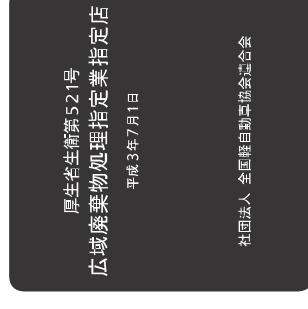 厚生省生衛第521号
広域廃棄物処理指定業指定店
平成3年7月1日
社団法人 全国軽自動車協会連合会